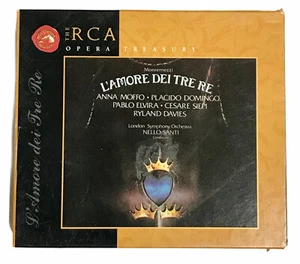 THE RCA
OPERA TREASURY
Montemezzi
L'AMORE DEI TRE RE
ANNA MOFFO • PLACIDO DOMINGO
PABLO ELVIRA • CESARE SIEPI
RYLAND DAVIES
London Symphony Orchestra
NELLO SANTI
L'Amore dei Tre Re